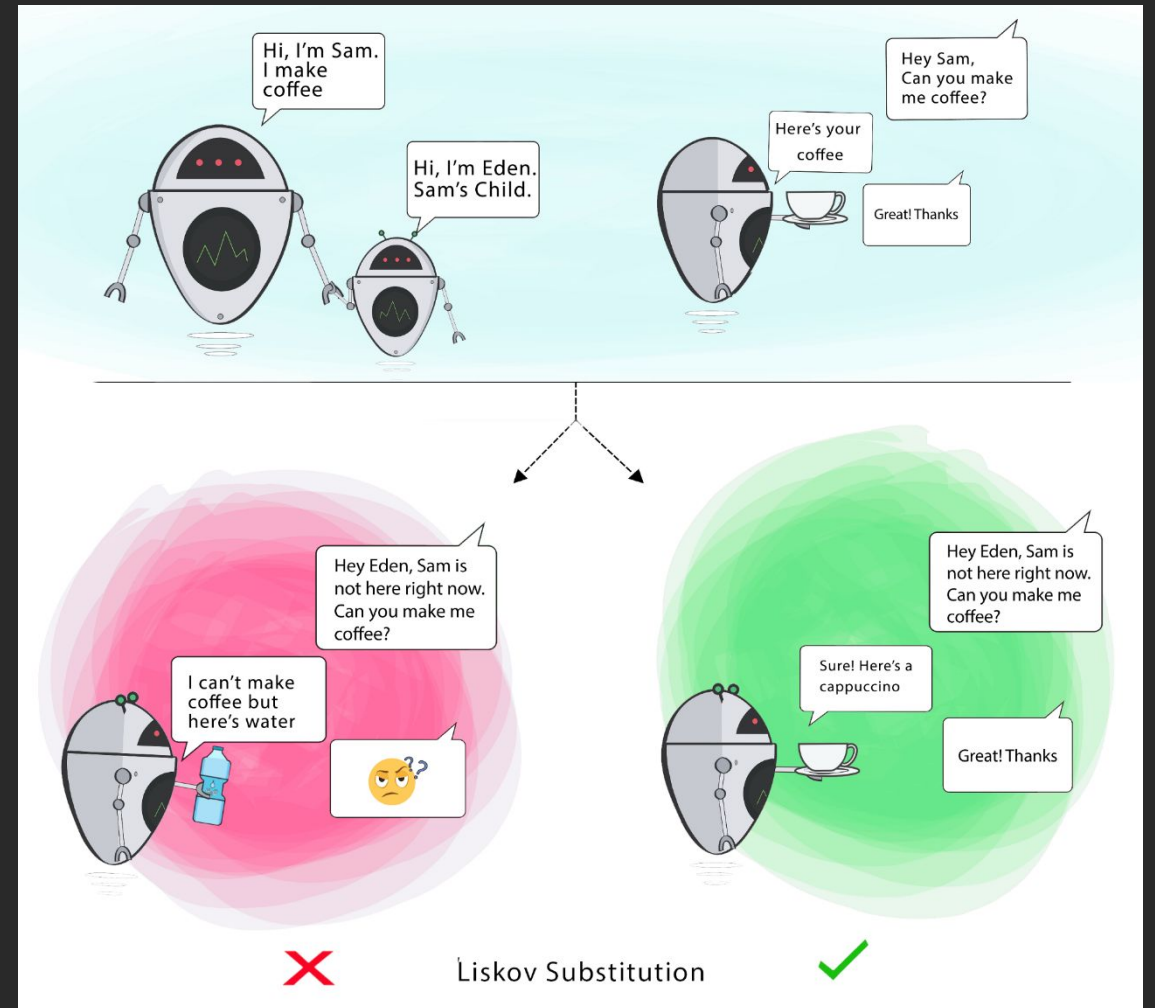 Hi, I'm Sam.
I make
coffee
Hi, I'm Eden.
Sam's Child.
Hey Sam,
Can you make
me coffee?
Here's your
coffee
Great! Thanks
Hey Eden, Sam is
not here right now.
Can you make me
coffee?
I can't make
coffee but
here's water
??
Hey Eden, Sam is
not here right now.
Can you make me
coffee?
Sure! Here's a
cappuccino
Great! Thanks
Liskov Substitution